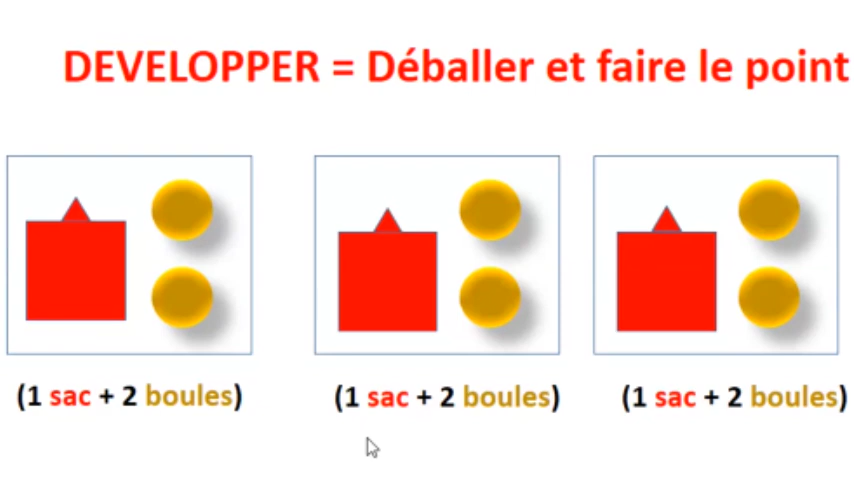 DEVELOPPER = Déballer et faire le point
(1 sac + 2 boules) (1 sac + 2 boules) (1 sac + 2 boules)